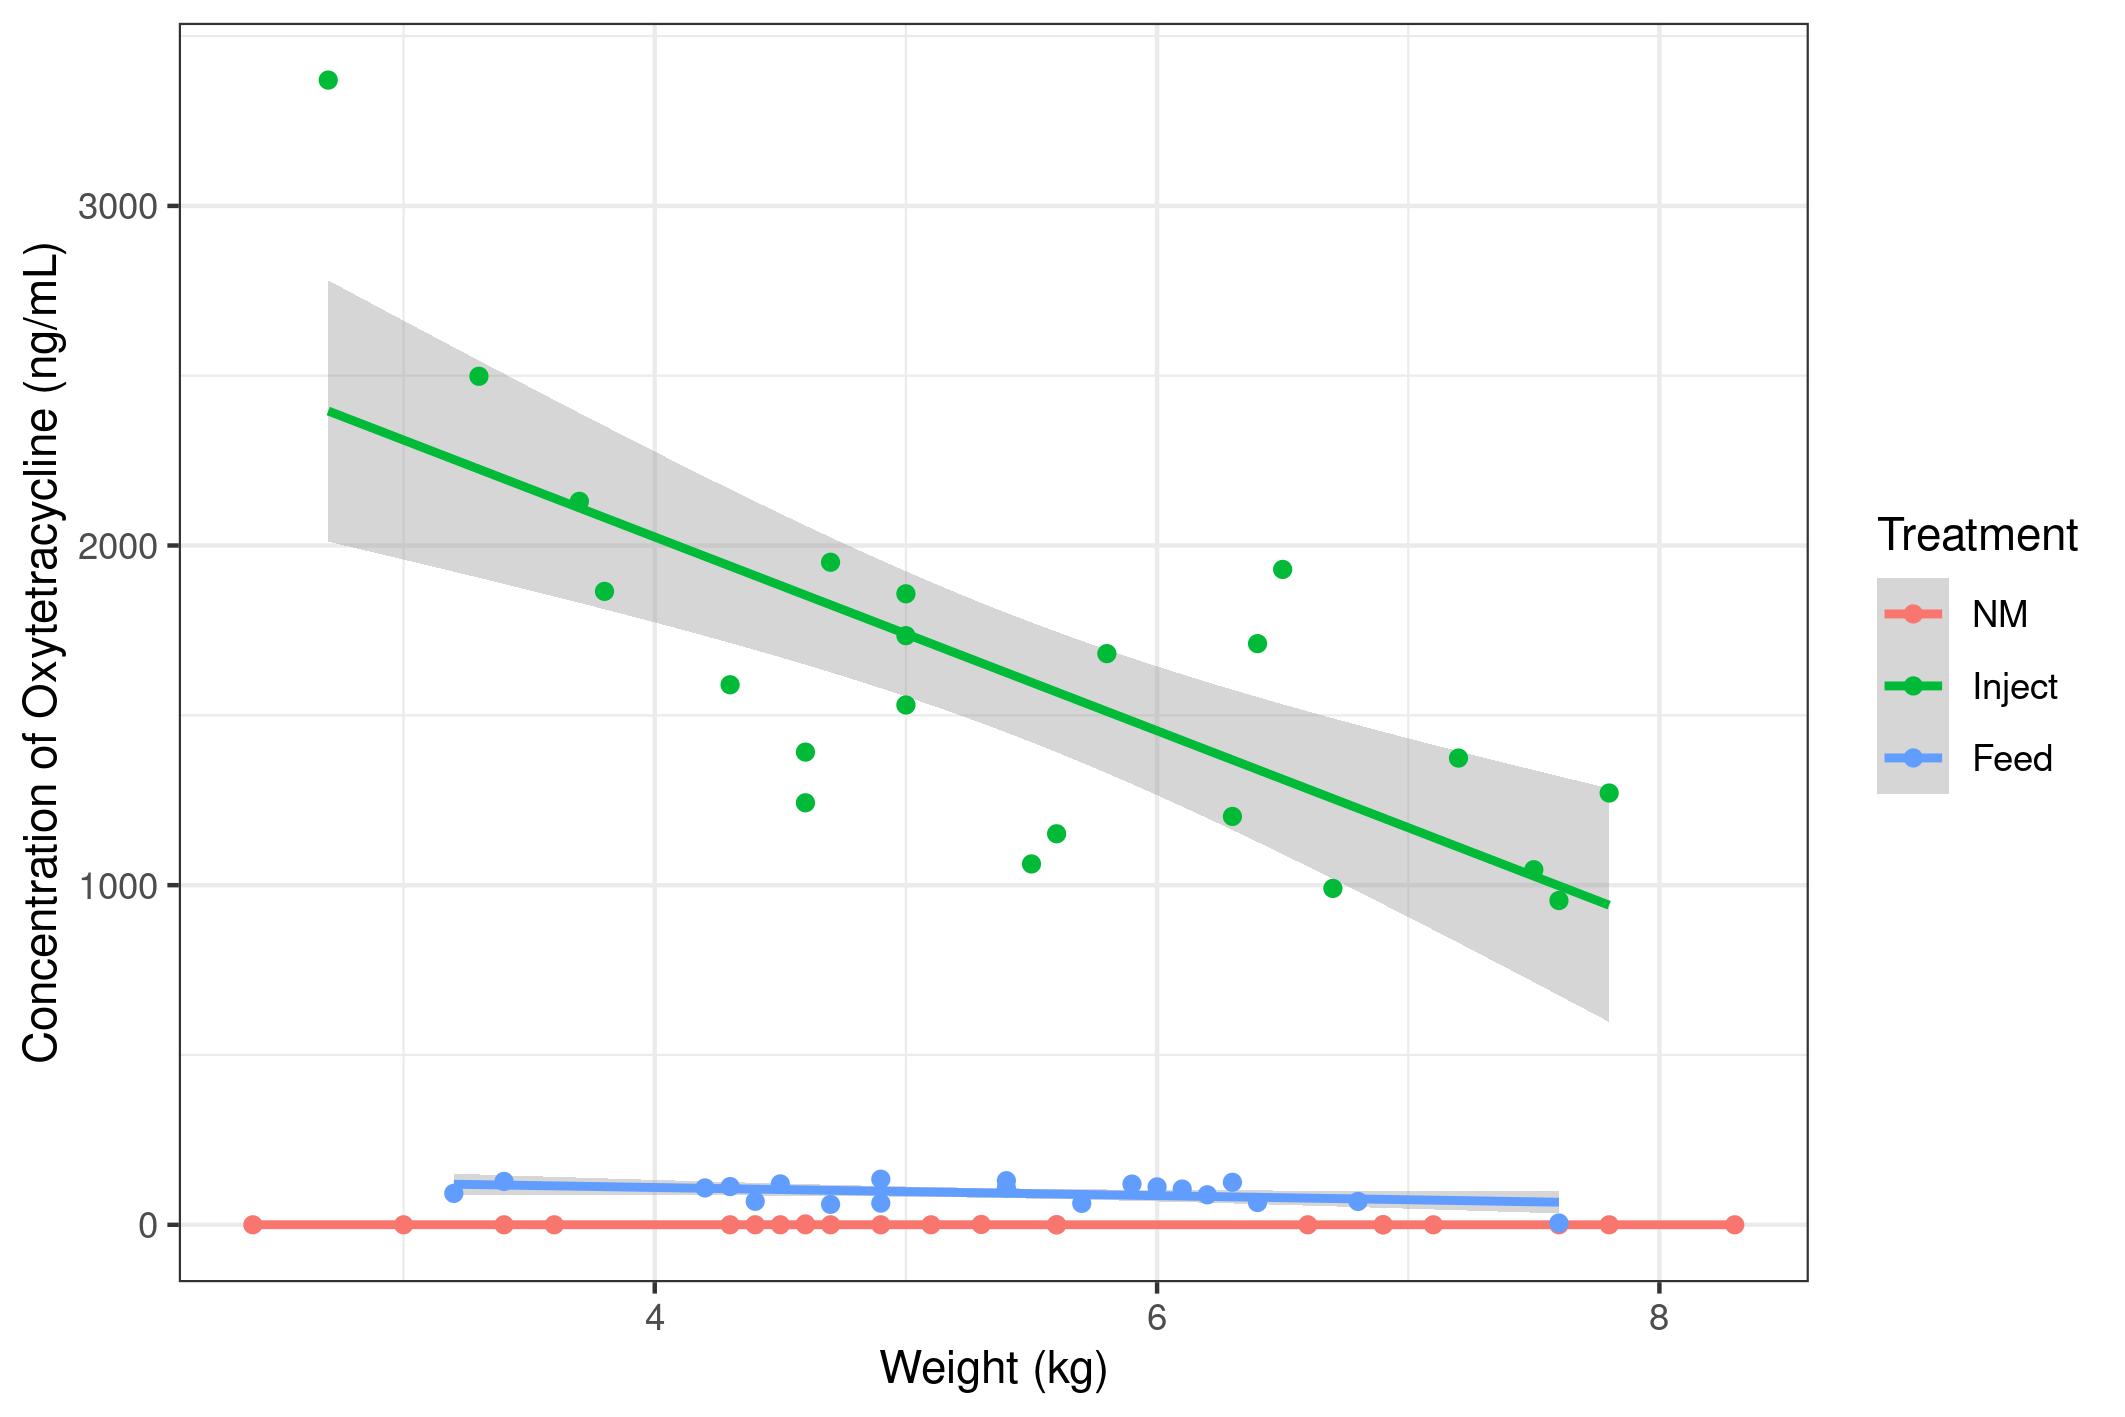 Concentration of Oxytetracycline (ng/mL)
3000
2000
1000
0
4 6 8
Weight (kg)
Treatment
NM
Inject
Feed